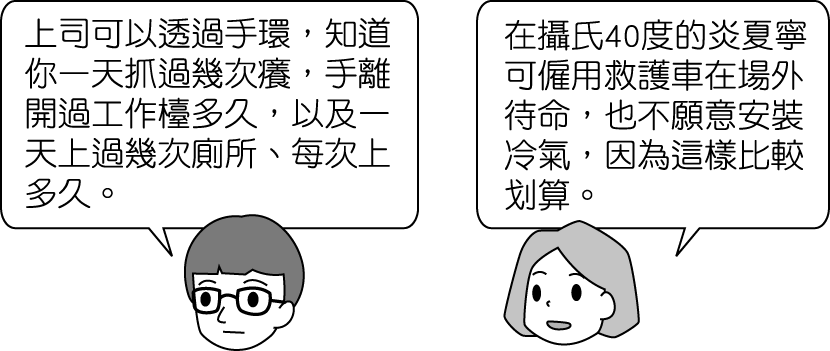 上司可以透過手環，知道
你一天抓過幾次癢，手離
開過工作檯多久，以及一
天上過幾次廁所、每次上
多久。
在攝氏40度的炎夏寧
可僱用救護車在場外
待命，也不願意安裝
冷氣，因為這樣比較
划算。